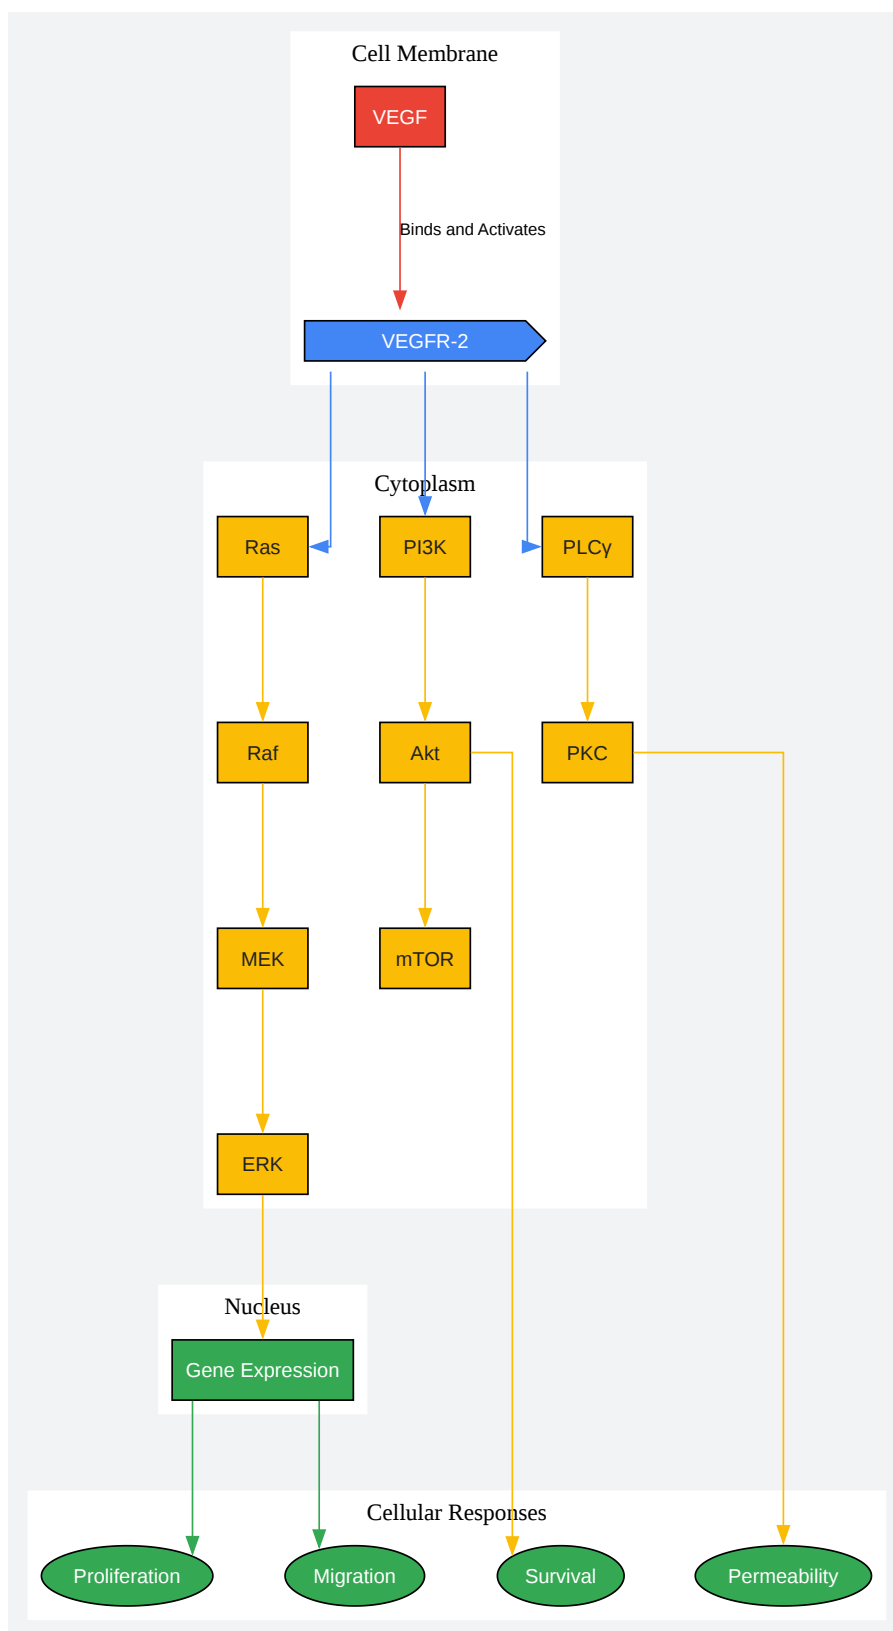 Cell Membrane
VEGF
Binds and Activates
VEGFR-2
Cytoplasm
Ras
PI3K
PLCγ
Raf
Akt
PKC
MEK
mTOR
ERK
Nucleus
Gene Expression
Cellular Responses
Proliferation
Migration
Survival
Permeability